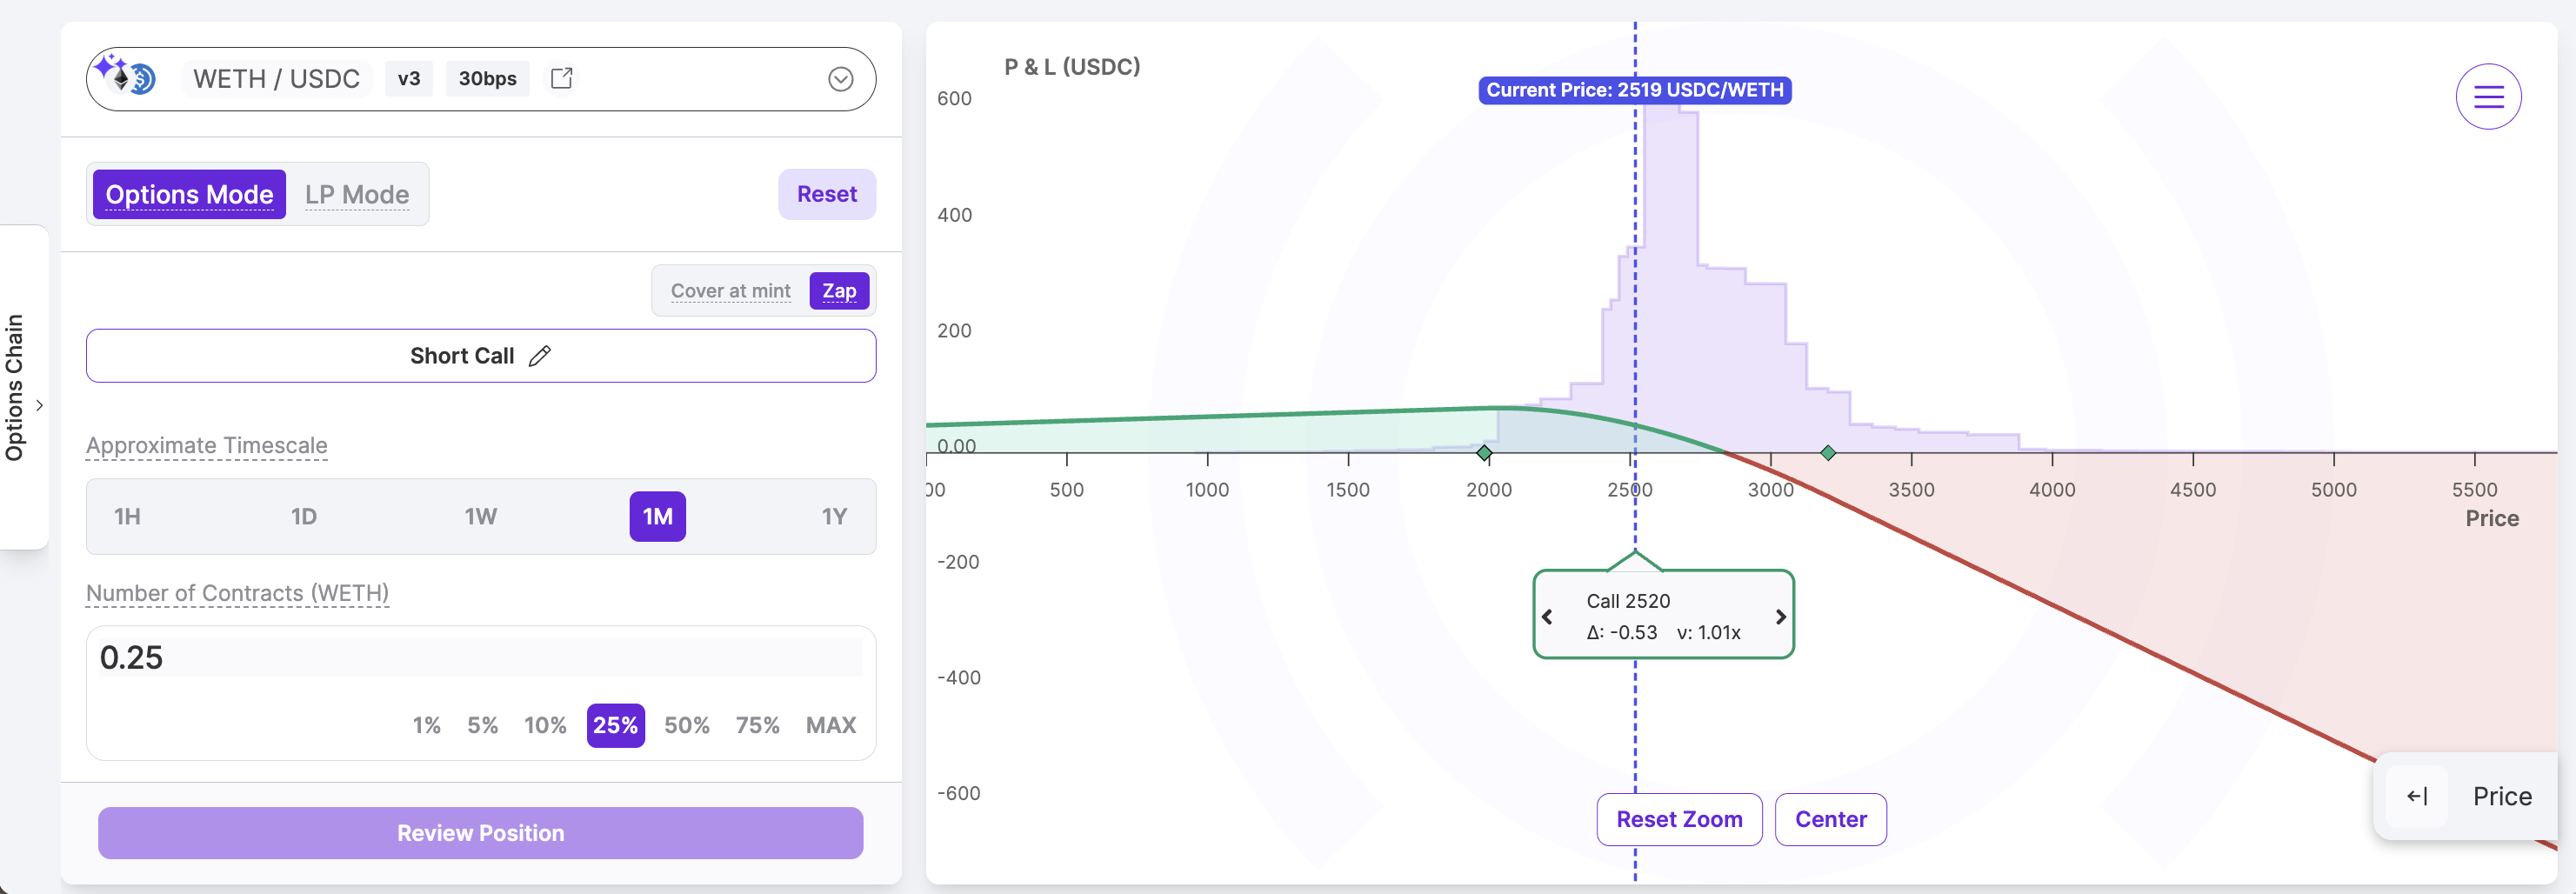 Options Chain
WETH / USDC v3 30bps
Options Mode LP Mode Reset
Cover at mint Zap
Short Call
Approximate Timescale
1H 1D 1W 1M 1Y
Number of Contracts (WETH)
0.25
1% 5% 10% 25% 50% 75% MAX
Review Position
P & L (USDC)
Current Price: 2519 USDC/WETH
600
400
200
0.00
00 500 1000 1500 2000 2500 3000 3500 4000 4500 5000 5500
Price
-200
-400
-600
Call 2520
Δ: -0.53 ν: 1.01x
Reset Zoom Center
Price